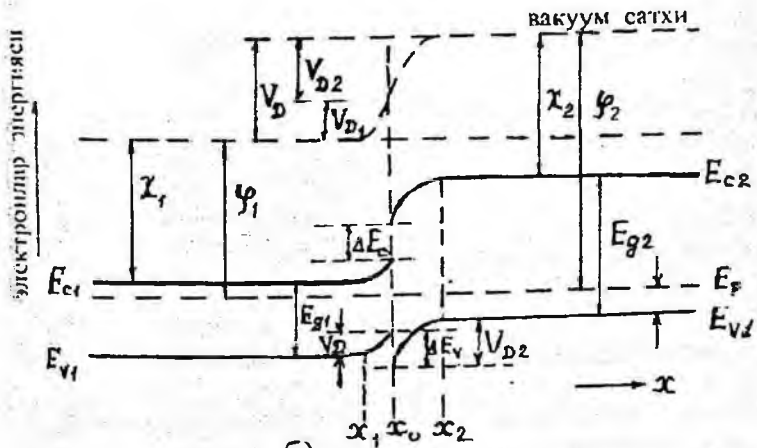 вакуум сатхи
электронлар энергияси
V_D
V_D2
V_D1
χ_2
φ_2
χ_1
φ_1
E_c2
ΔE_c
E_g2
E_c1
E_F
E_g1
V_D
ΔE_v
V_D2
E_v1
x
x_1
x_0
x_2
б)